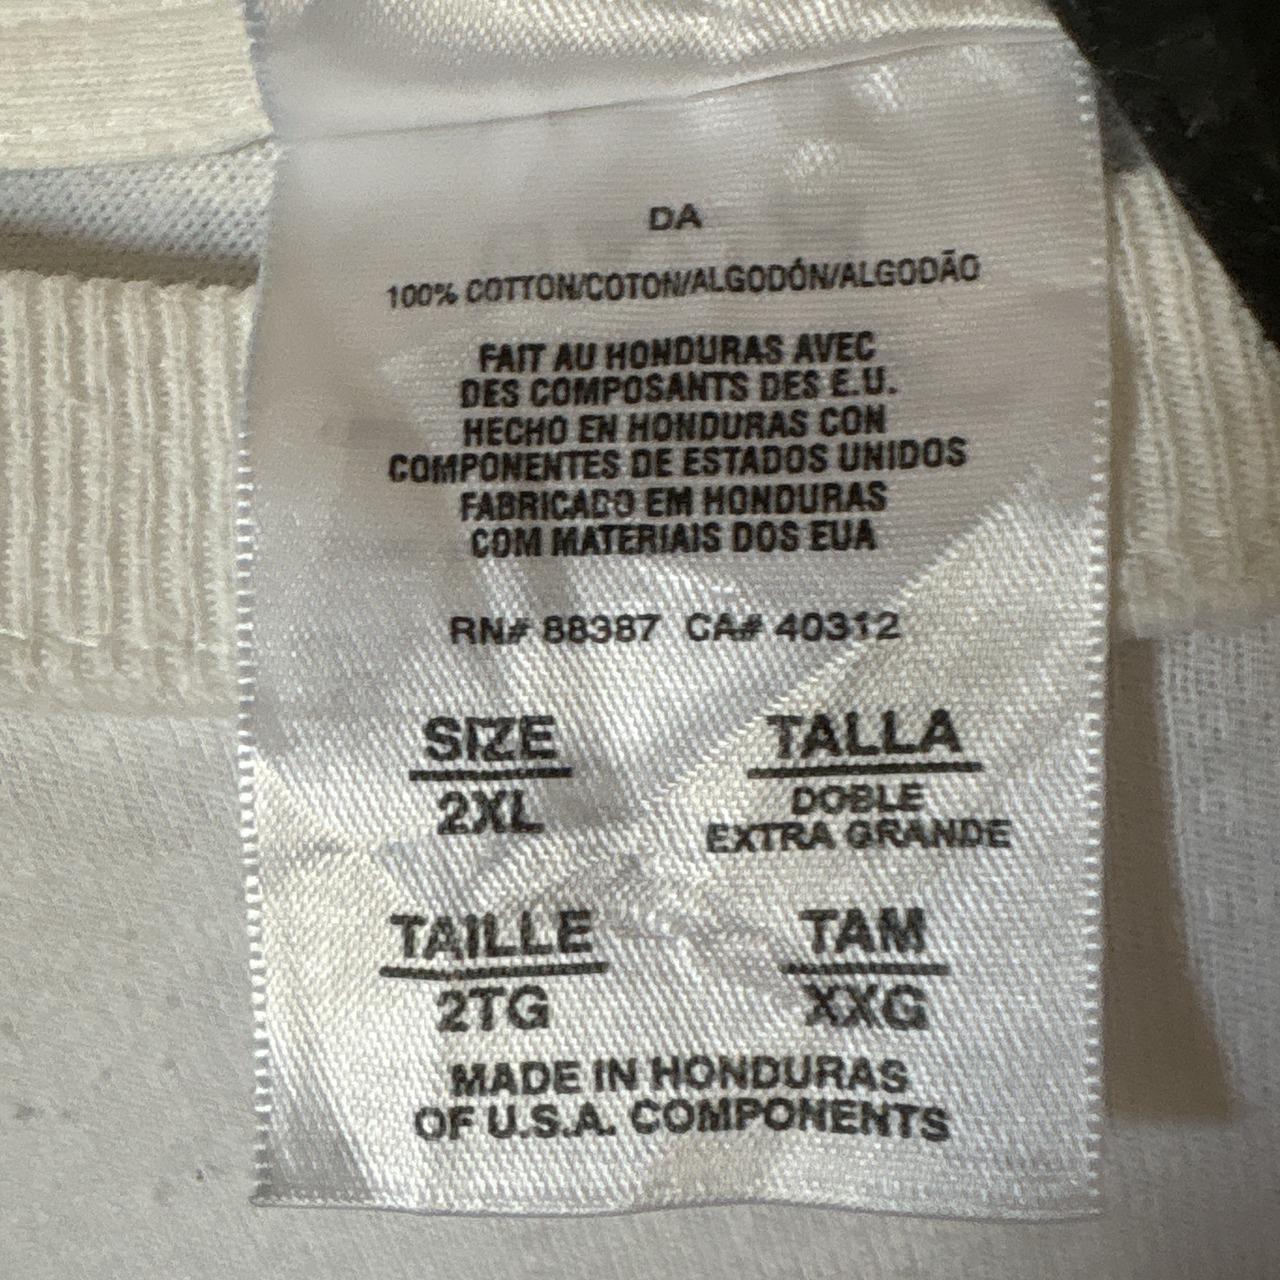 DA
100% COTTON/COTON/ALGODÓN/ALGODÃO
FAIT AU HONDURAS AVEC
DES COMPOSANTS DES E.U.
HECHO EN HONDURAS CON
COMPONENTES DE ESTADOS UNIDOS
FABRICADO EM HONDURAS
COM MATERIAIS DOS EUA
RN# 88387 CA# 40312
SIZE
2XL
TALLA
DOBLE
EXTRA GRANDE
TAILLE
2TG
TAM
XXG
MADE IN HONDURAS
OF U.S.A. COMPONENTS